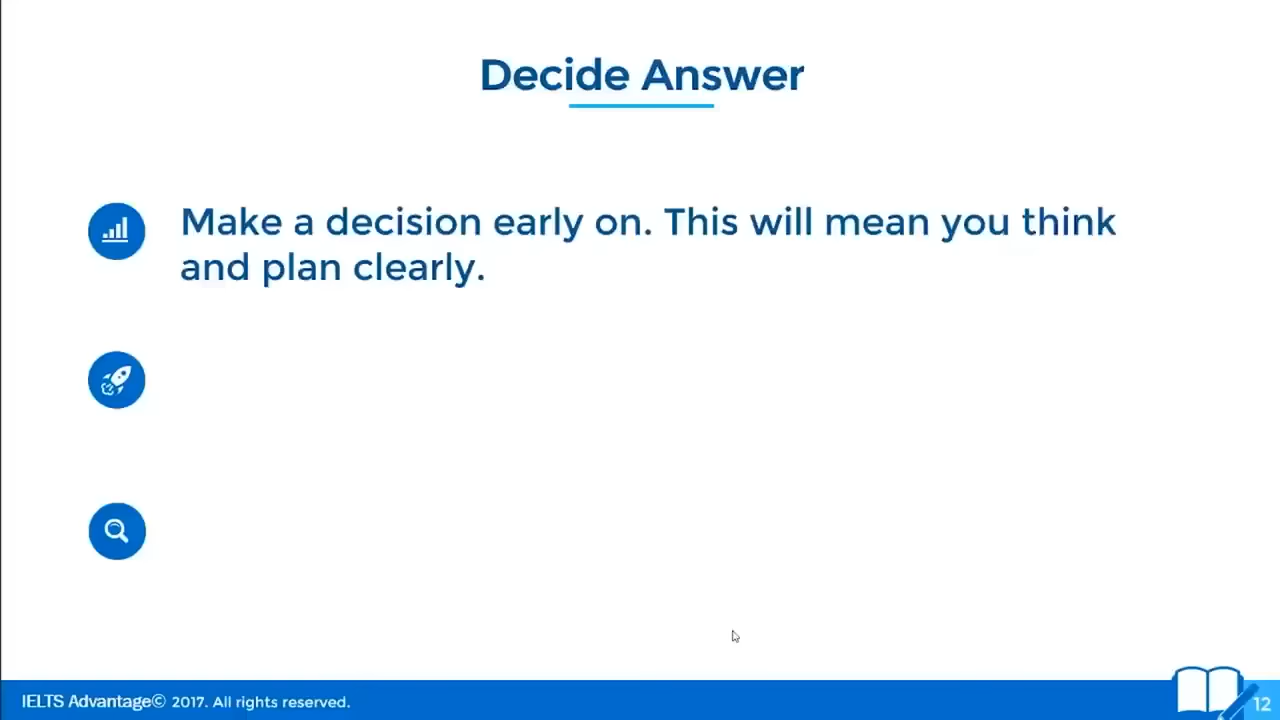 Decide Answer
Make a decision early on. This will mean you think
and plan clearly.
IELTS Advantage© 2017. All rights reserved.
12